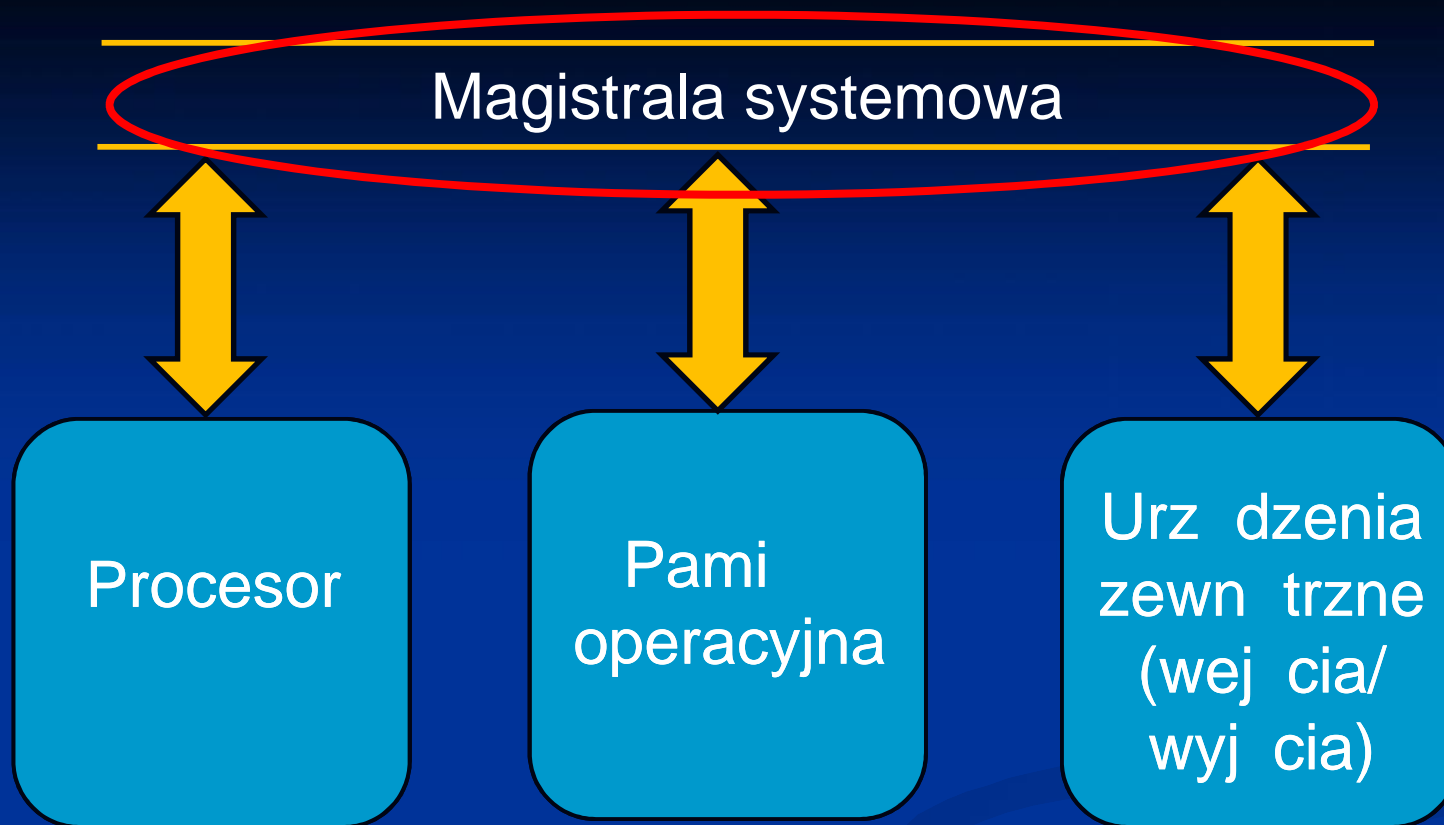 Magistrala systemowa
Procesor
Pami
operacyjna
Urz dzenia
zewn trzne
(wej cia/
wyj cia)